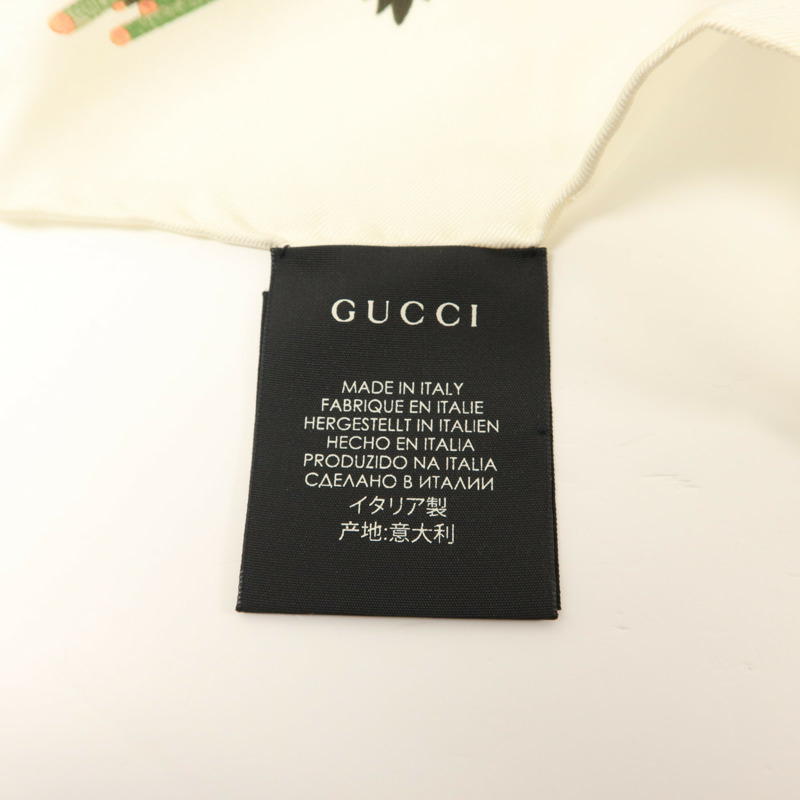 GUCCI
MADE IN ITALY
FABRIQUE EN ITALIE
HERGESTELLT IN ITALIEN
HECHO EN ITALIA
PRODUZIDO NA ITALIA
СДЕЛАНО В ИТАЛИИ
イタリア製
产地:意大利